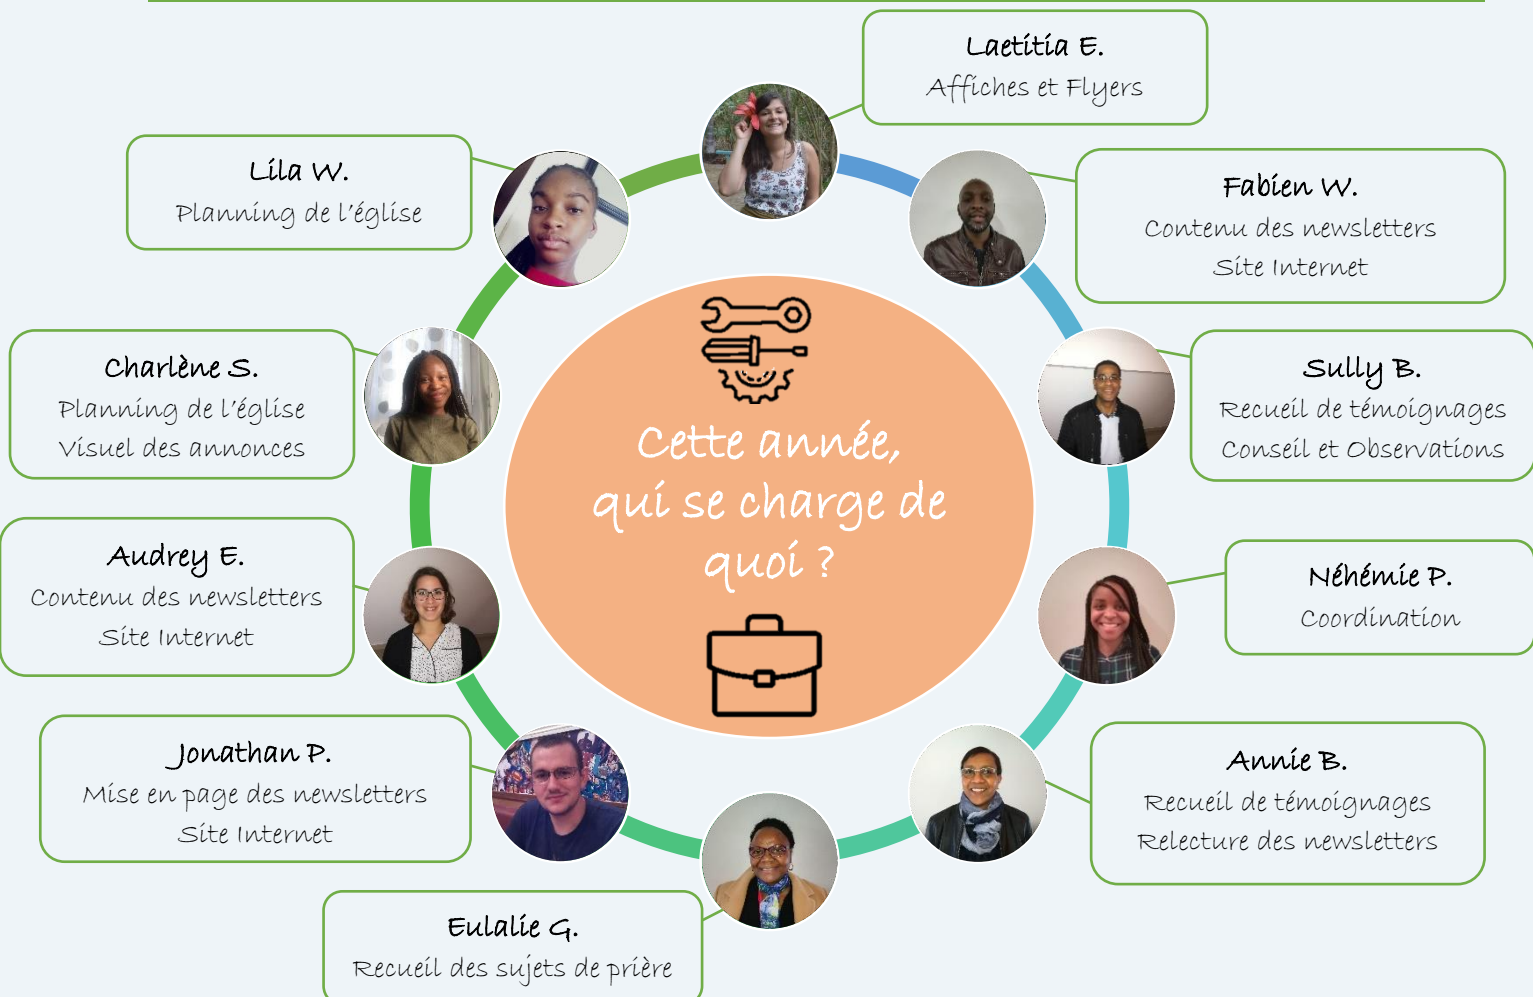 Laetitia E.
Affiches et Flyers
Lila W.
Planning de l'église
Fabien W.
Contenu des newsletters
Site Internet
Charlène S.
Planning de l'église
Visuel des annonces
Sully B.
Recueil de témoignages
Conseil et Observations
Cette année,
qui se charge de
quoi ?
Audrey E.
Contenu des newsletters
Site Internet
Néhémie P.
Coordination
Jonathan P.
Mise en page des newsletters
Site Internet
Annie B.
Recueil de témoignages
Relecture des newsletters
Eulalie G.
Recueil des sujets de prière